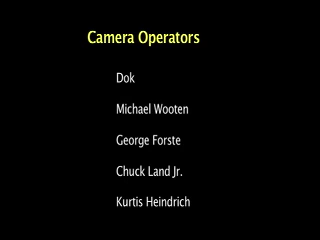 Camera Operators
Dok
Michael Wooten
George Forste
Chuck Land Jr.
Kurtis Heindrich